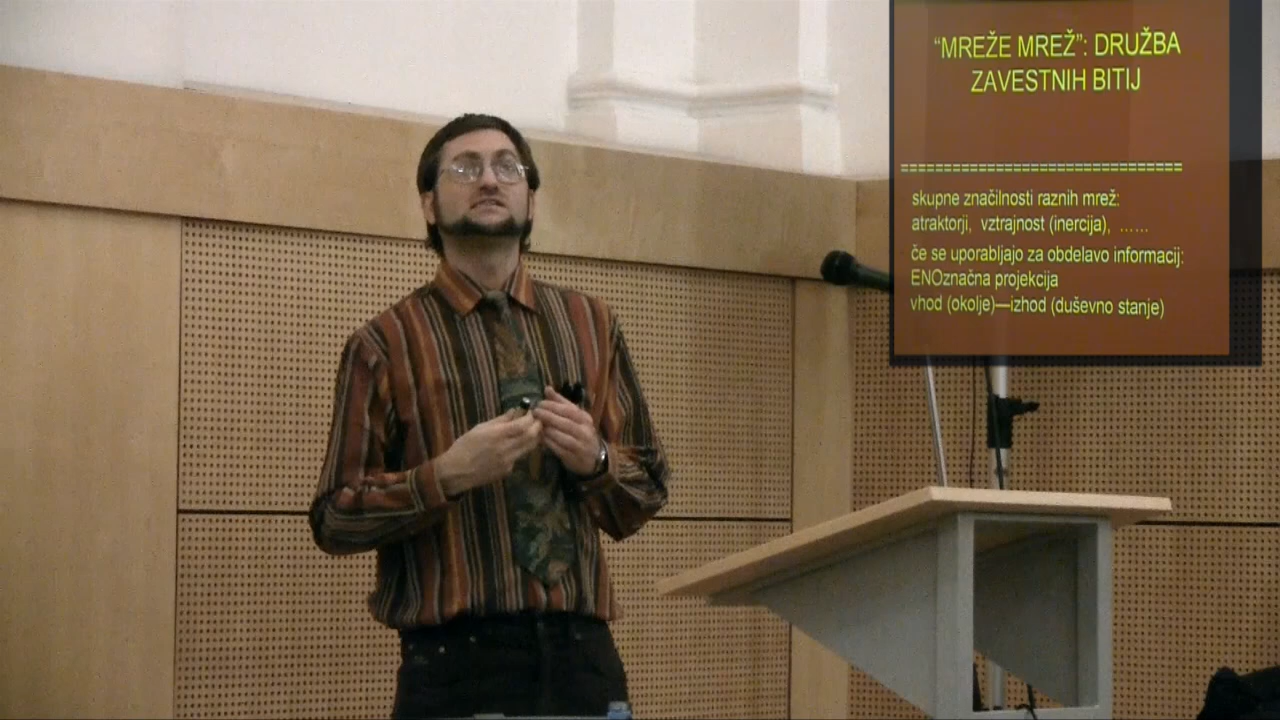 “MREŽE MREŽ”: DRUŽBA
ZAVESTNIH BITIJ
================================
skupne značilnosti raznih mrež:
atraktorji, vztrajnost (inercija), ……
če se uporabljajo za obdelavo informacij:
ENOznačna projekcija
vhod (okolje)—izhod (duševno stanje)